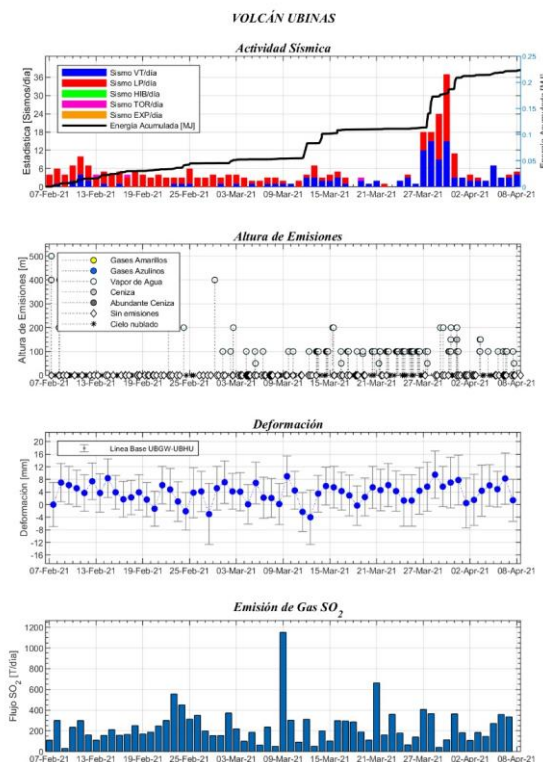 VOLCÁN UBINAS
Actividad Sísmica
Estadística [Sismos/día]
36
30
24
18
12
6
0
Sismo VT/día
Sismo LP/día
Sismo HIB/día
Sismo TOR/día
Sismo EXP/día
Energía Acumulada [MJ]
0.25
0.2
0.15
0.1
0.05
0
Energía Acumulada [MJ]
07-Feb-21 13-Feb-21 19-Feb-21 25-Feb-21 03-Mar-21 09-Mar-21 15-Mar-21 21-Mar-21 27-Mar-21 02-Apr-21 08-Apr-21
Altura de Emisiones
Altura de Emisiones [m]
500
400
300
200
100
0
Gases Amarillos
Gases Azulinos
Vapor de Agua
Ceniza
Abundante Ceniza
Sin emisiones
Cielo nublado
07-Feb-21 13-Feb-21 19-Feb-21 25-Feb-21 03-Mar-21 09-Mar-21 15-Mar-21 21-Mar-21 27-Mar-21 02-Apr-21 08-Apr-21
Deformación
Deformación [mm]
20
16
12
8
4
0
-4
-8
-12
-16
Linea Base UBGW-UBHU
07-Feb-21 13-Feb-21 19-Feb-21 25-Feb-21 03-Mar-21 09-Mar-21 15-Mar-21 21-Mar-21 27-Mar-21 02-Apr-21 08-Apr-21
Emisión de Gas SO2
Flujo SO2 [T/día]
1200
1000
800
600
400
200
0
07-Feb-21 13-Feb-21 19-Feb-21 25-Feb-21 03-Mar-21 09-Mar-21 15-Mar-21 21-Mar-21 27-Mar-21 02-Apr-21 08-Apr-21